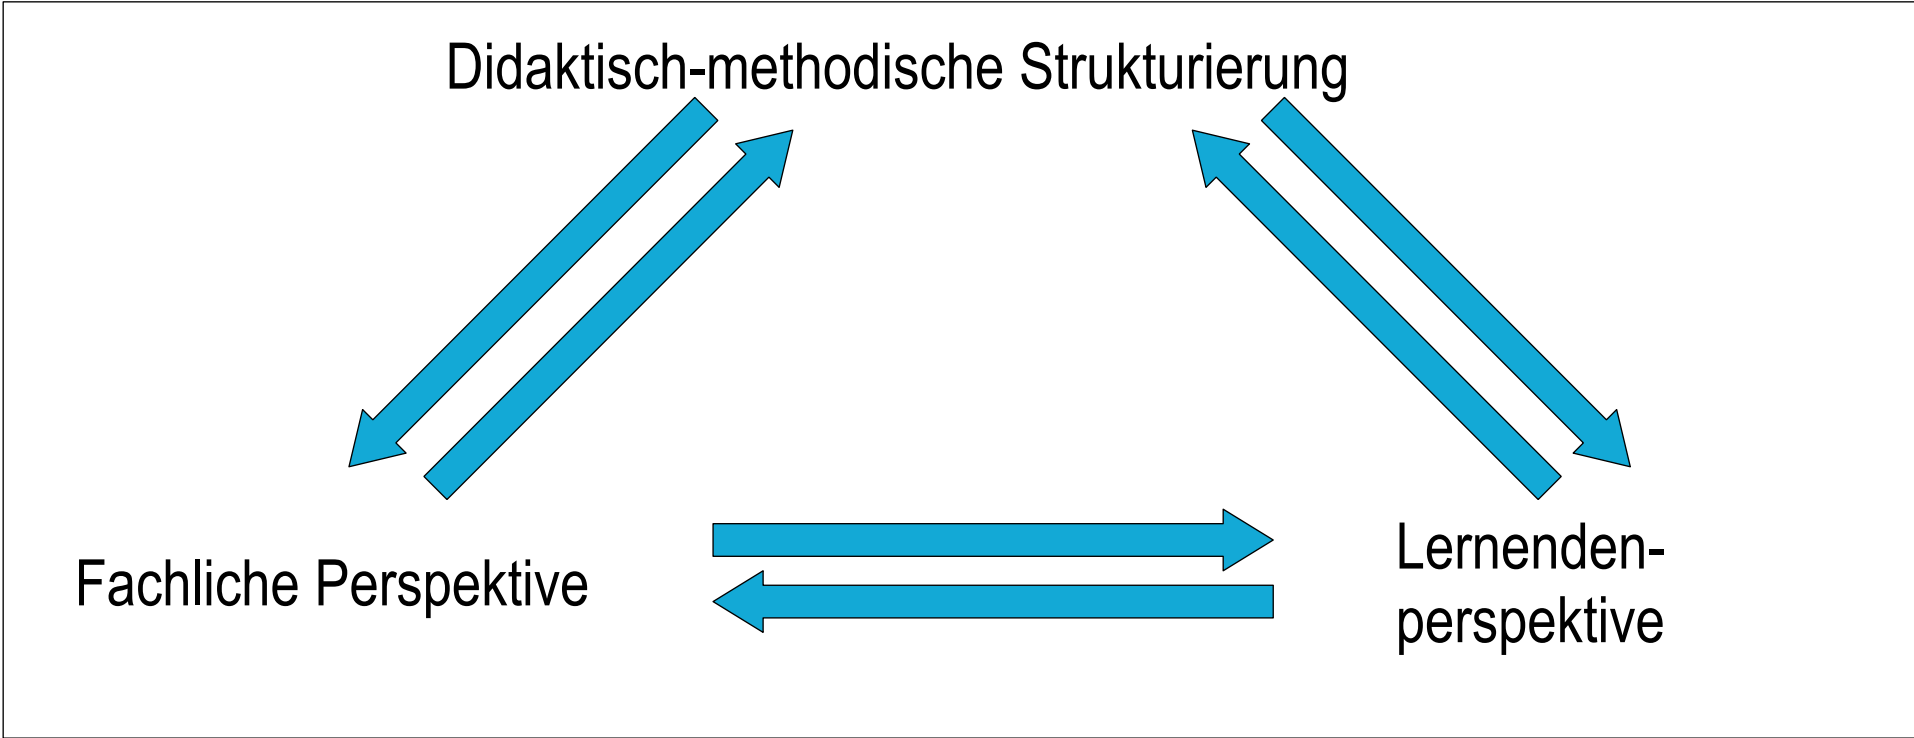 Didaktisch-methodische Strukturierung
Fachliche Perspektive
Lernenden-
perspektive